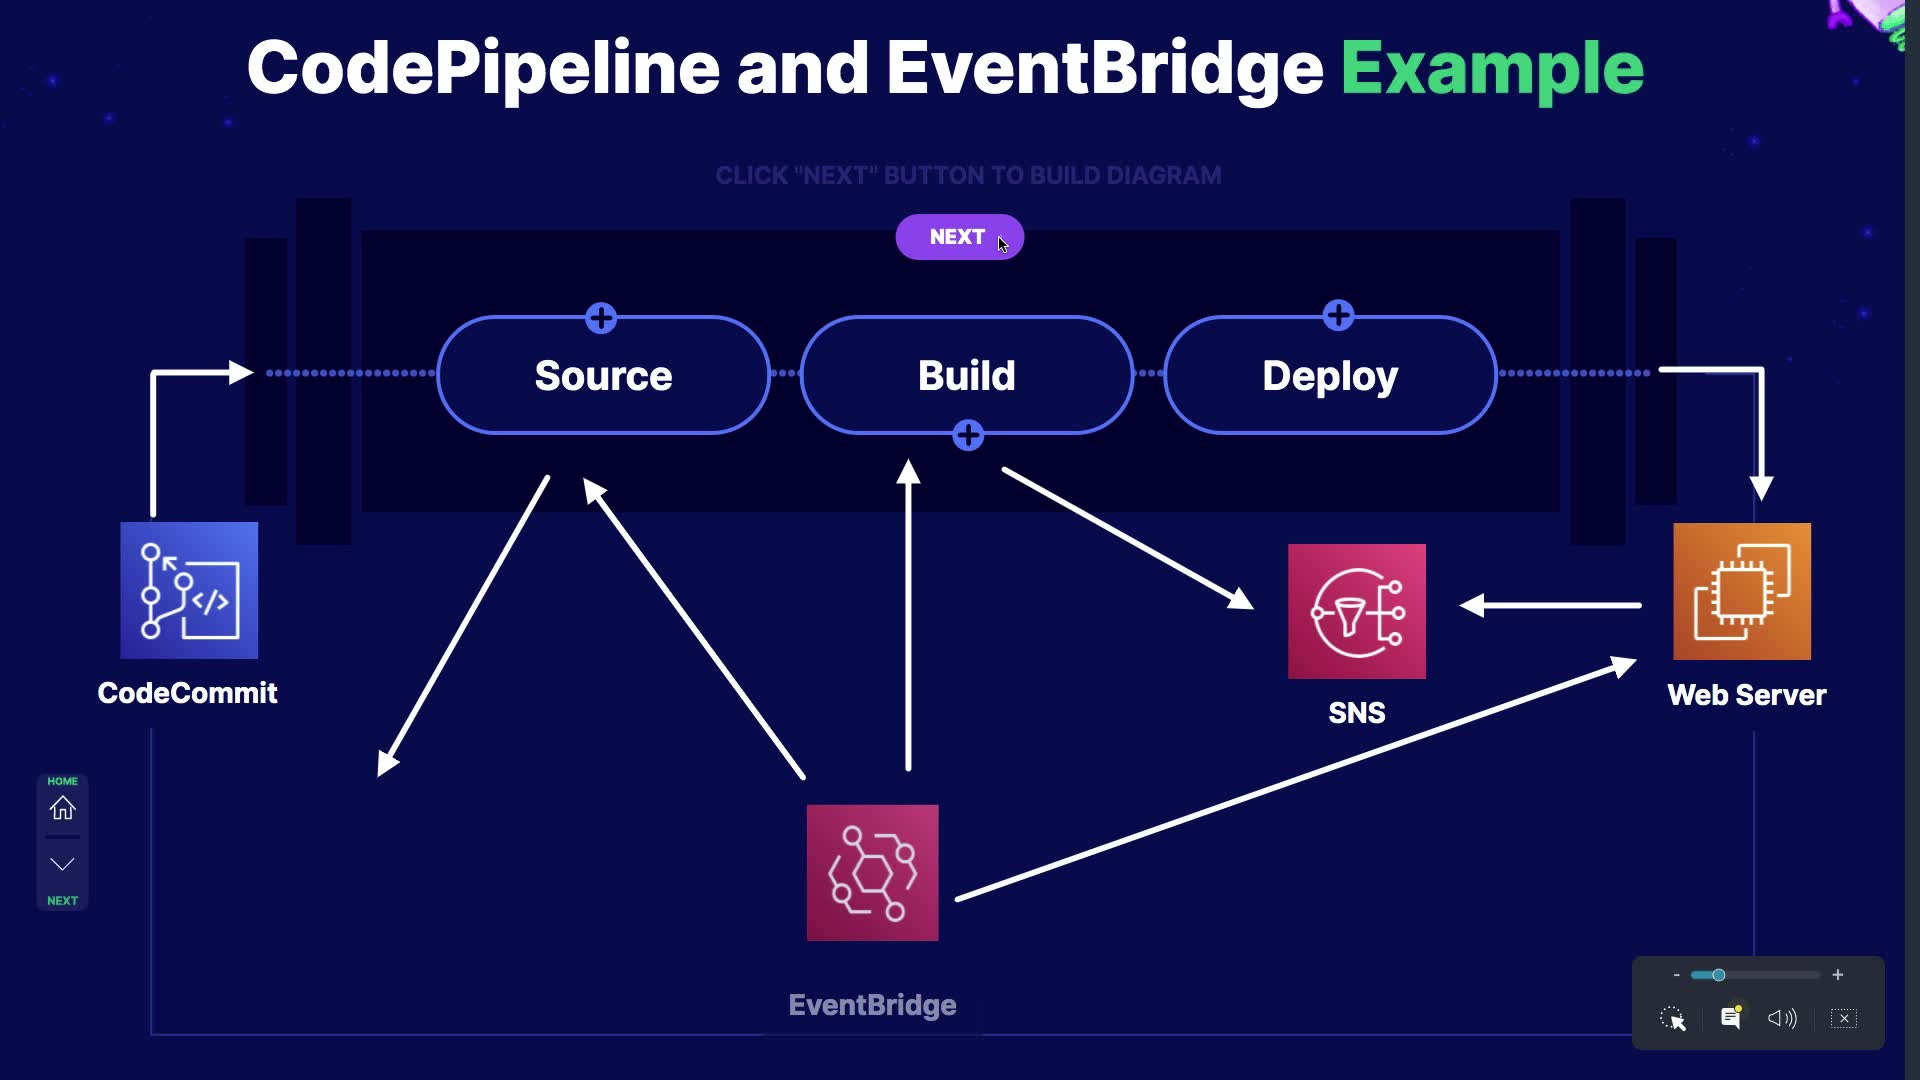 CodePipeline and EventBridge Example
CLICK "NEXT" BUTTON TO BUILD DIAGRAM
NEXT
Source
Build
Deploy
CodeCommit
SNS
Web Server
HOME
NEXT
EventBridge